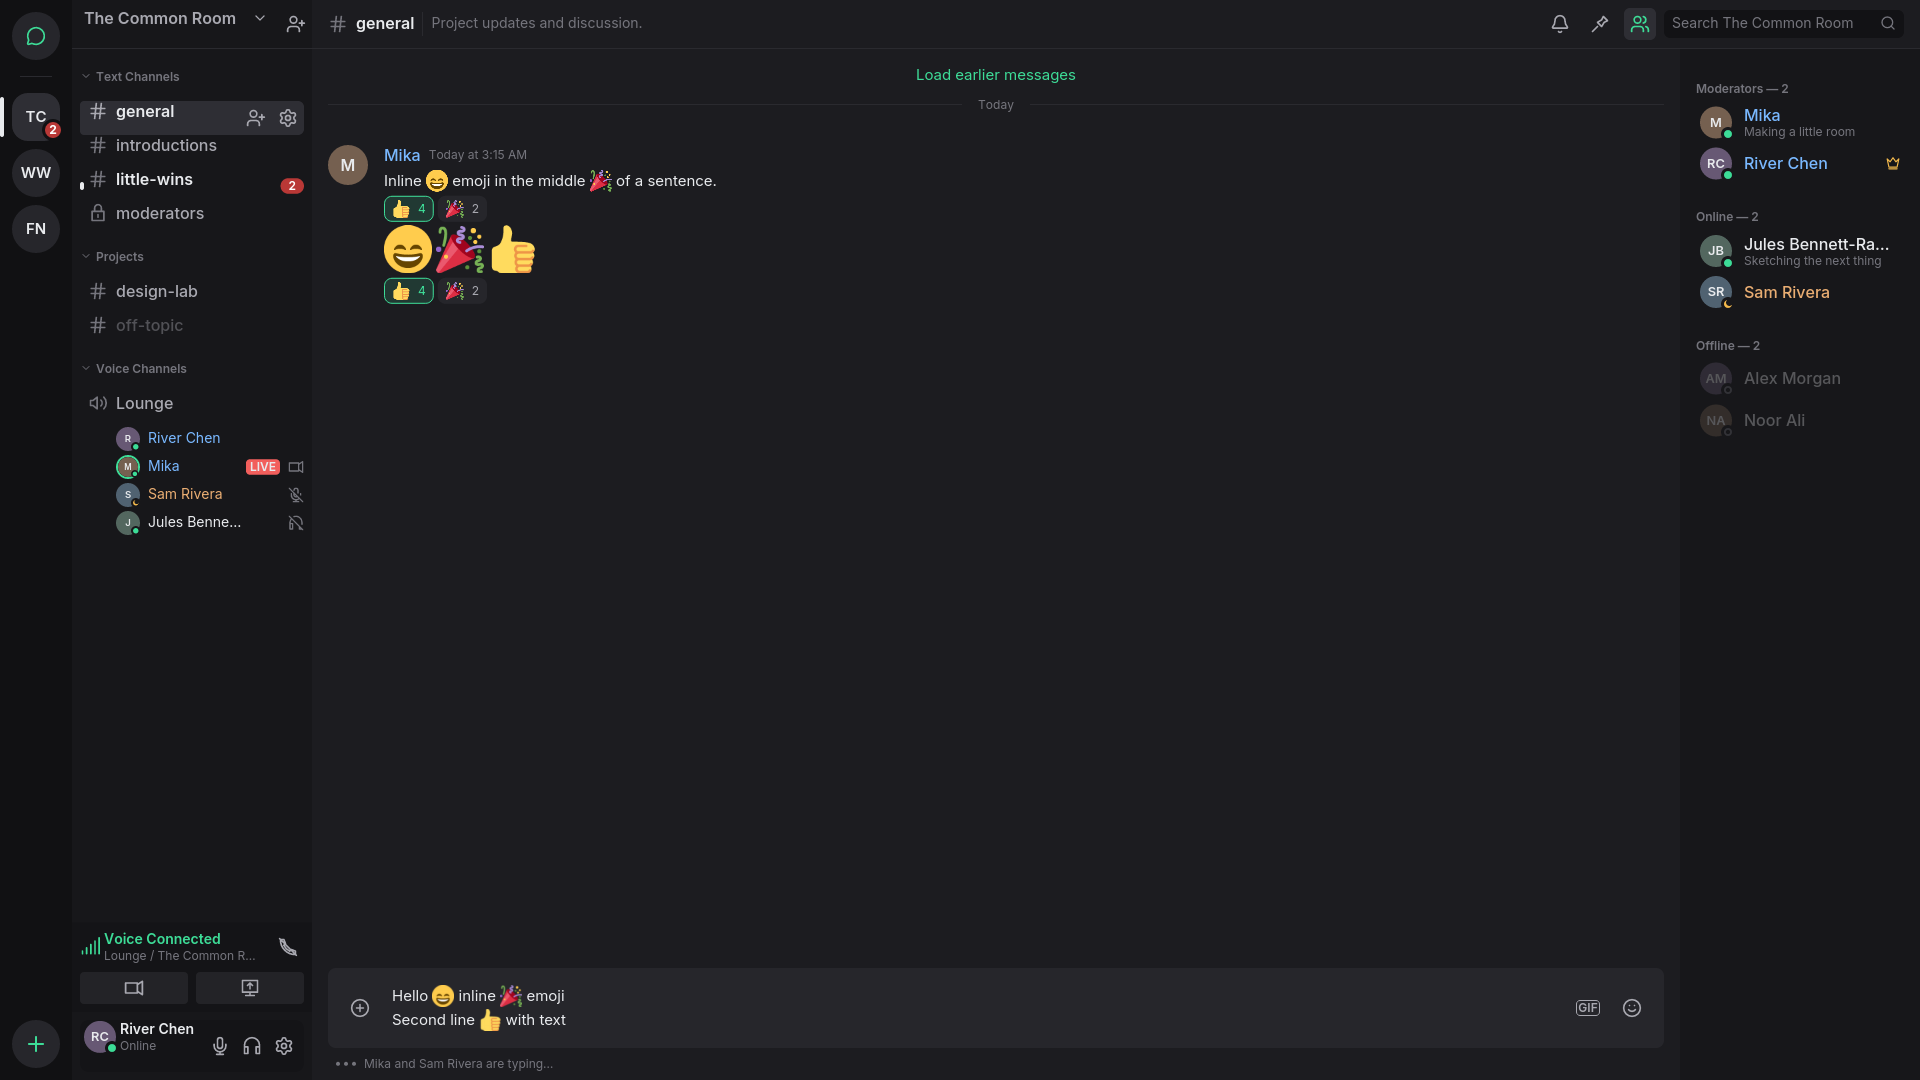 The Common Room
general
Project updates and discussion.
Search The Common Room
TC
2
WW
FN
Text Channels
general
introductions
little-wins
2
moderators
Projects
design-lab
off-topic
Voice Channels
Lounge
R
River Chen
M
Mika
LIVE
S
Sam Rivera
J
Jules Benne...
Voice Connected
Lounge / The Common R...
RC
River Chen
Online
Load earlier messages
Today
M
Mika Today at 3:15 AM
Inline 😄 emoji in the middle 🎉 of a sentence.
👍 4 🎉 2
😄🎉👍
👍 4 🎉 2
Hello 😄 inline 🎉 emoji
Second line 👍 with text
GIF
Mika and Sam Rivera are typing...
Moderators — 2
M
Mika
Making a little room
RC
River Chen
Online — 2
JB
Jules Bennett-Ra...
Sketching the next thing
SR
Sam Rivera
Offline — 2
AM
Alex Morgan
NA
Noor Ali